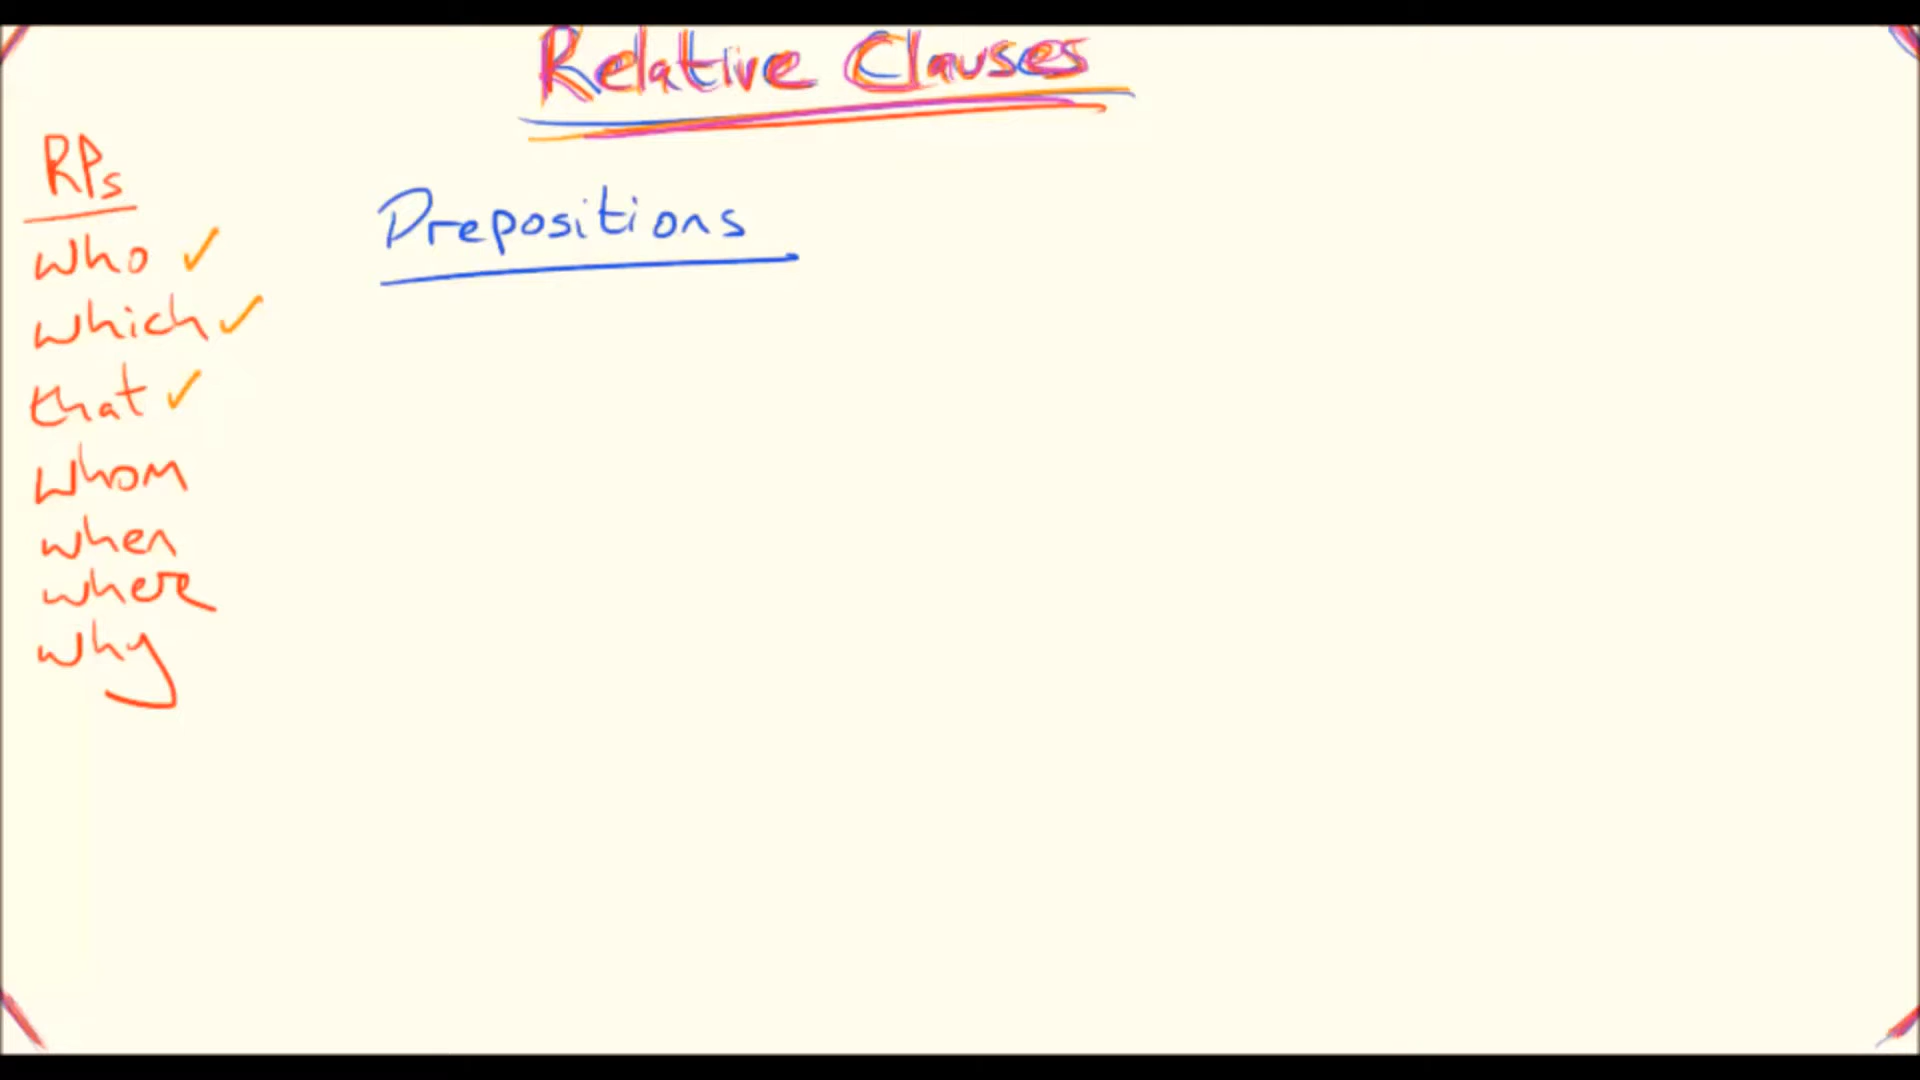 Relative Clauses
RPs
who ✓
which ✓
that ✓
whom
when
where
why
Prepositions